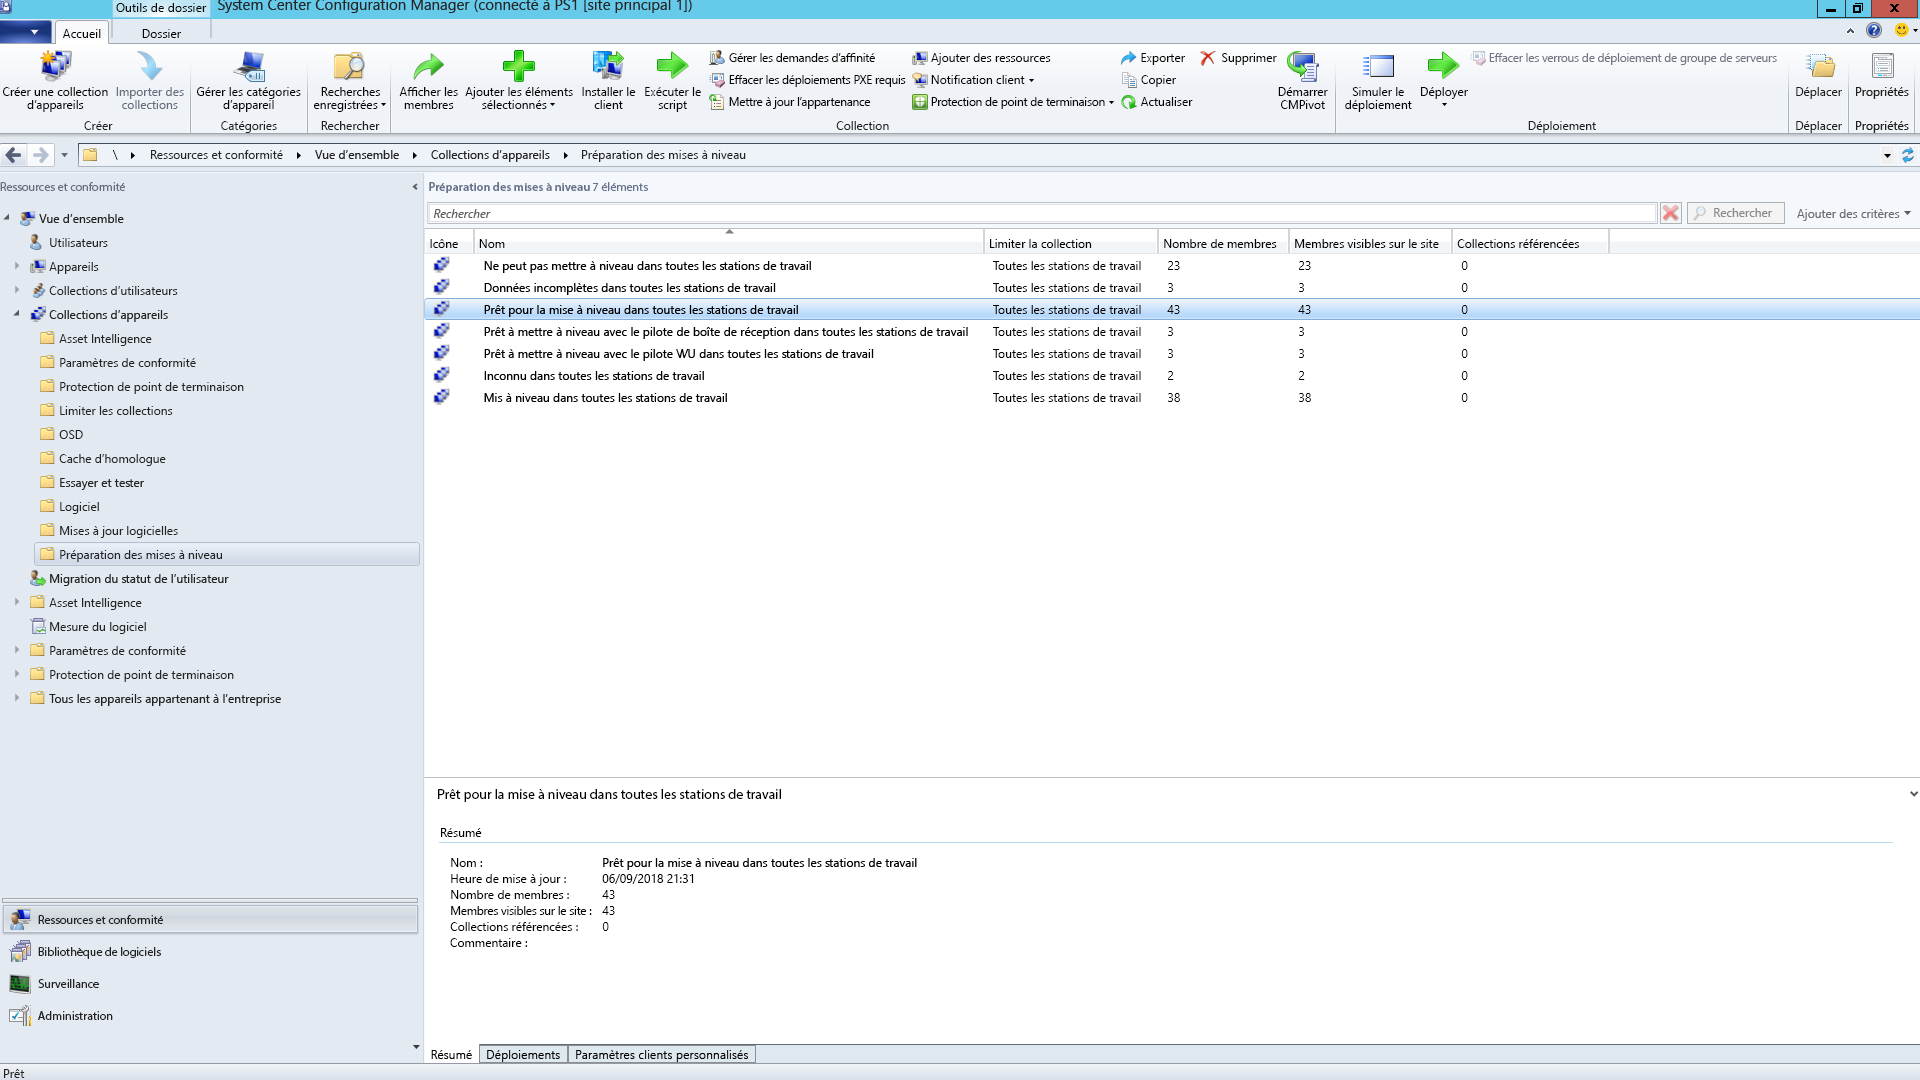 Outils de dossier
System Center Configuration Manager (connecté à PS1 [site principal 1])
Accueil
Dossier
Créer une collection d'appareils
Importer des collections
Créer
Gérer les catégories d'appareil
Catégories
Recherches enregistrées
Rechercher
Afficher les membres
Ajouter les éléments sélectionnés
Installer le client
Exécuter le script
Gérer les demandes d'affinité
Effacer les déploiements PXE requis
Mettre à jour l'appartenance
Ajouter des ressources
Notification client
Protection de point de terminaison
Exporter
Copier
Actualiser
Supprimer
Démarrer CMPivot
Collection
Simuler le déploiement
Déployer
Effacer les verrous de déploiement de groupe de serveurs
Déploiement
Déplacer
Déplacer
Propriétés
Propriétés
\ Ressources et conformité Vue d'ensemble Collections d'appareils Préparation des mises à niveau
Ressources et conformité
Vue d'ensemble
Utilisateurs
Appareils
Collections d'utilisateurs
Collections d'appareils
Asset Intelligence
Paramètres de conformité
Protection de point de terminaison
Limiter les collections
OSD
Cache d'homologue
Essayer et tester
Logiciel
Mises à jour logicielles
Préparation des mises à niveau
Migration du statut de l'utilisateur
Asset Intelligence
Mesure du logiciel
Paramètres de conformité
Protection de point de terminaison
Tous les appareils appartenant à l'entreprise
Ressources et conformité
Bibliothèque de logiciels
Surveillance
Administration
Préparation des mises à niveau 7 éléments
Rechercher
Rechercher
Ajouter des critères
Icône Nom Limiter la collection Nombre de membres Membres visibles sur le site Collections référencées
Ne peut pas mettre à niveau dans toutes les stations de travail Toutes les stations de travail 23 23 0
Données incomplètes dans toutes les stations de travail Toutes les stations de travail 3 3 0
Prêt pour la mise à niveau dans toutes les stations de travail Toutes les stations de travail 43 43 0
Prêt à mettre à niveau avec le pilote de boîte de réception dans toutes les stations de travail Toutes les stations de travail 3 3 0
Prêt à mettre à niveau avec le pilote WU dans toutes les stations de travail Toutes les stations de travail 3 3 0
Inconnu dans toutes les stations de travail Toutes les stations de travail 2 2 0
Mis à niveau dans toutes les stations de travail Toutes les stations de travail 38 38 0
Prêt pour la mise à niveau dans toutes les stations de travail
Résumé
Nom : Prêt pour la mise à niveau dans toutes les stations de travail
Heure de mise à jour : 06/09/2018 21:31
Nombre de membres : 43
Membres visibles sur le site : 43
Collections référencées : 0
Commentaire :
Résumé Déploiements Paramètres clients personnalisés
Prêt